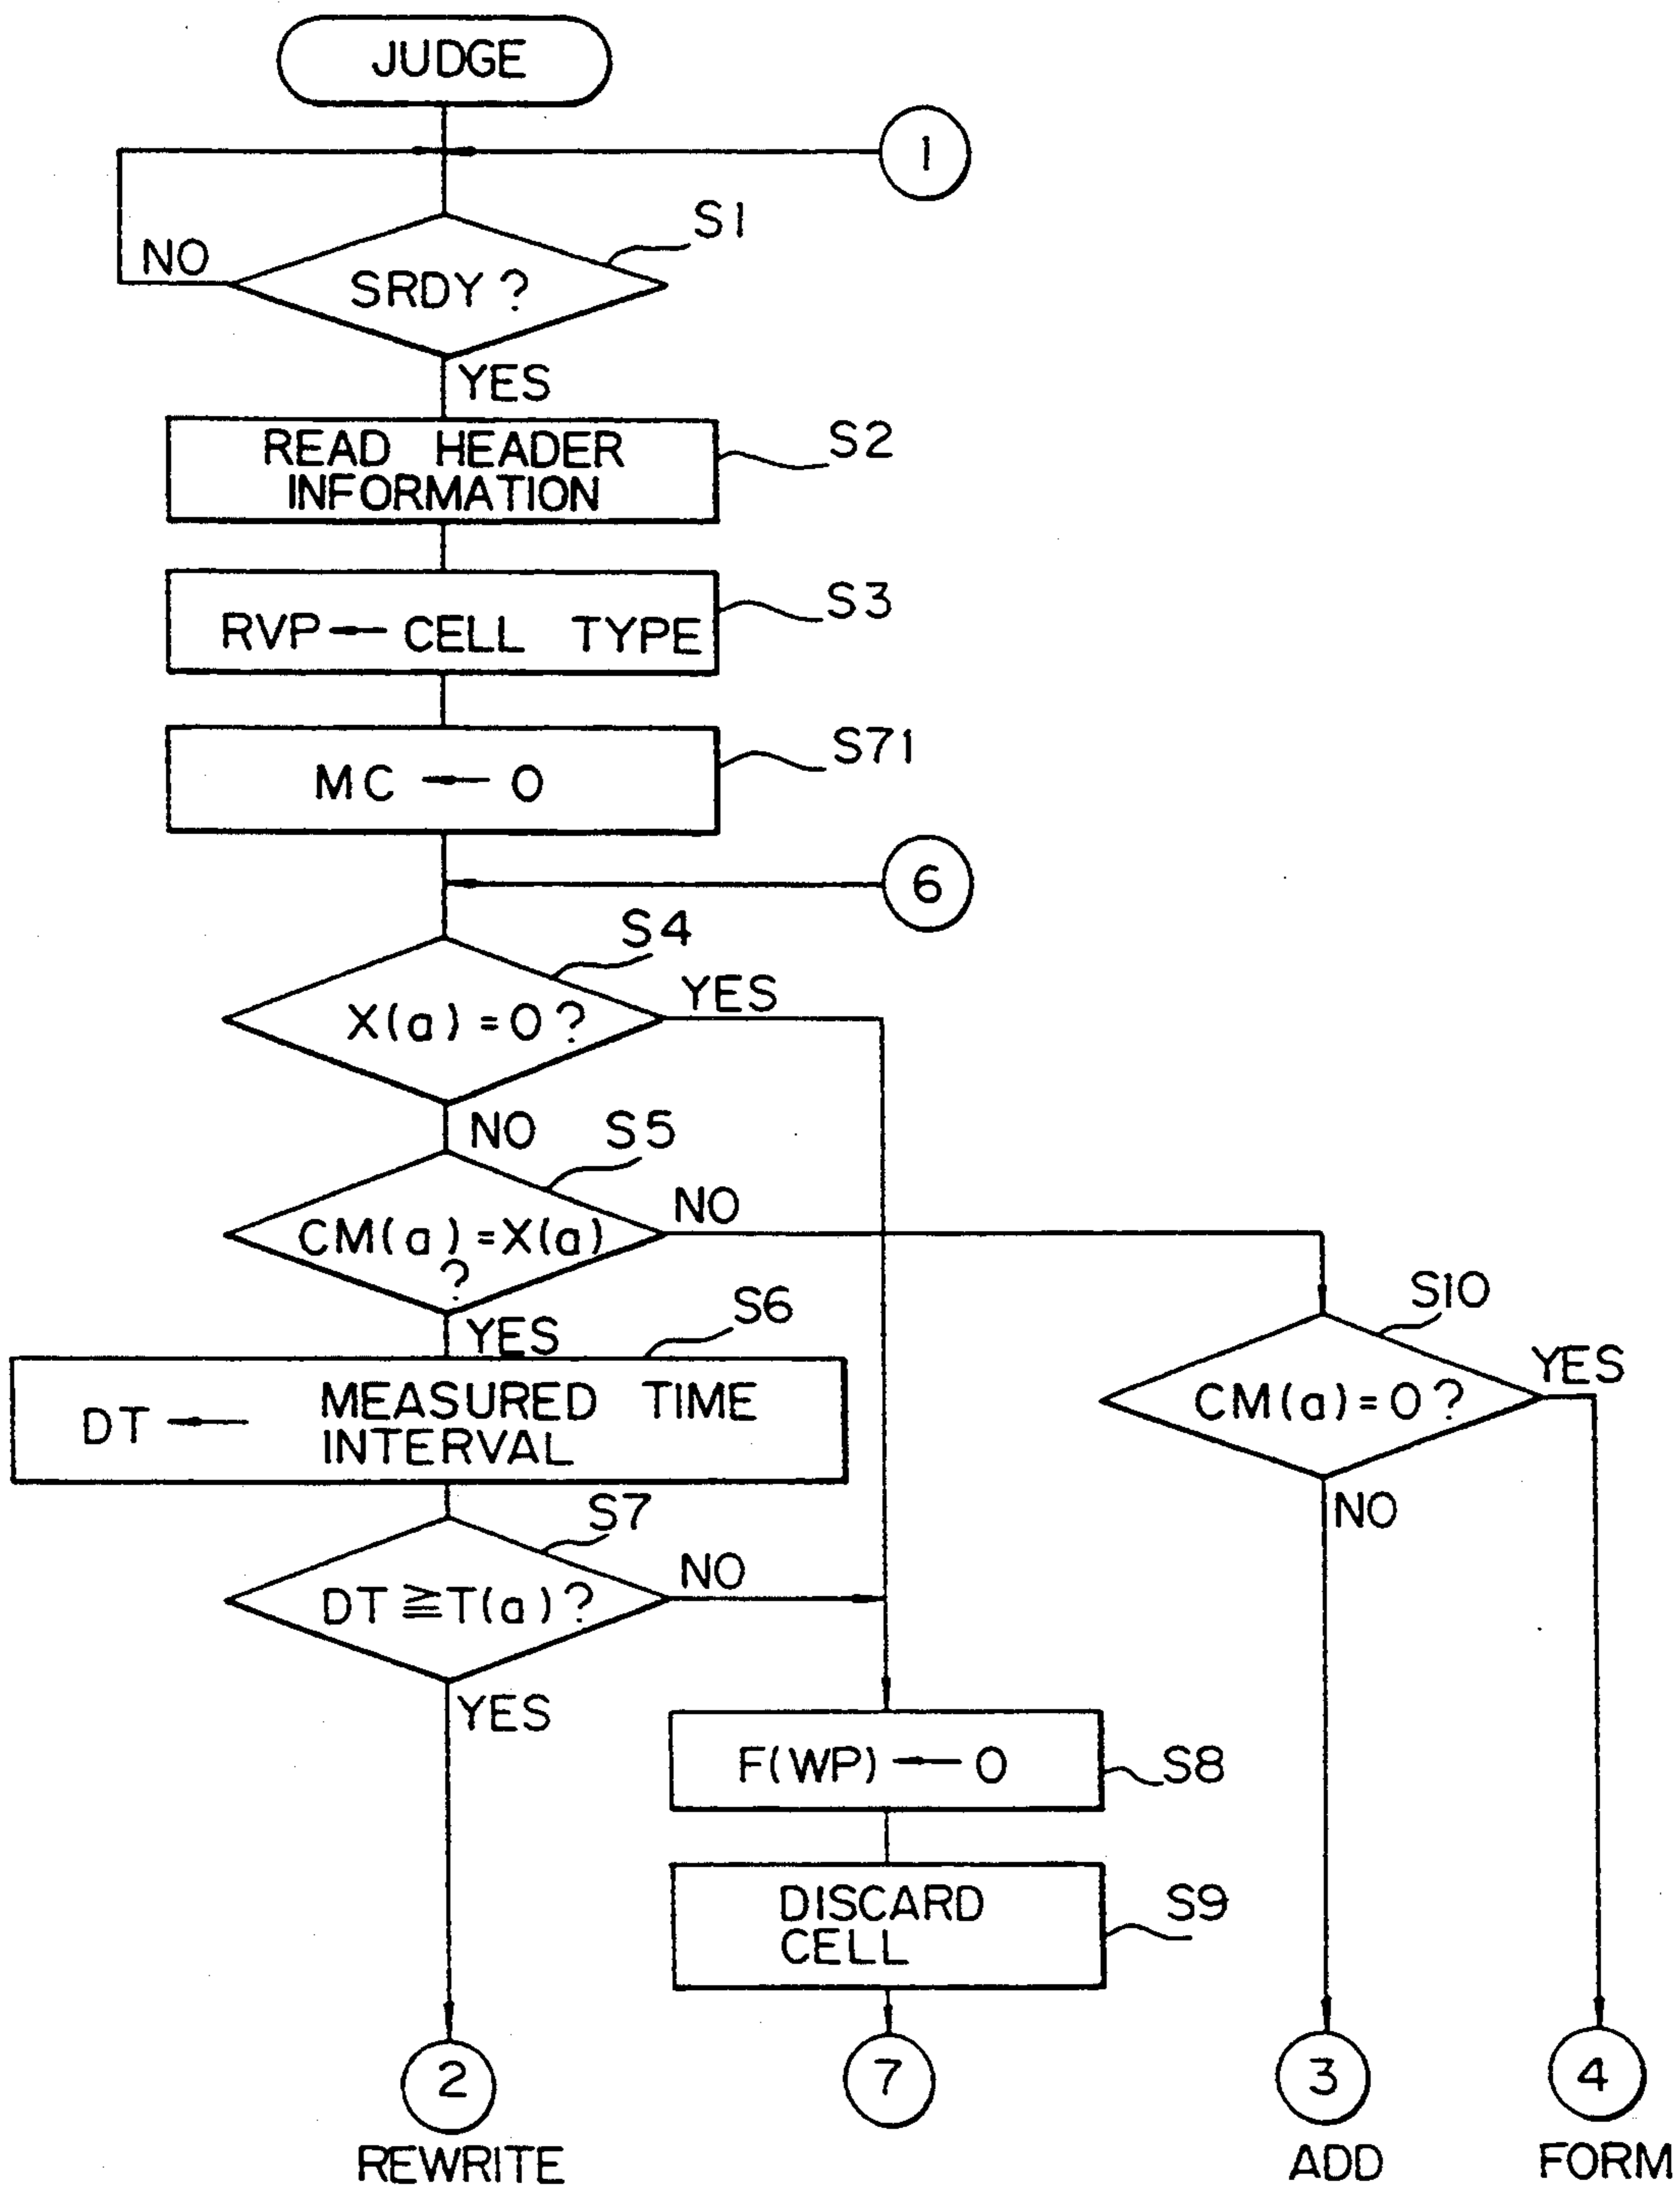 JUDGE
1
S1
NO
SRDY ?
YES
S2
READ HEADER
INFORMATION
S3
RVP ← CELL TYPE
S71
MC ← 0
6
S4
YES
X(a) = 0 ?
NO
S5
NO
CM(a) = X(a)
?
S6
YES
S10
MEASURED TIME
DT ←
INTERVAL
YES
CM(a) = 0 ?
S7
NO
NO
DT ≧ T(a) ?
YES
F(WP) ← 0
S8
DISCARD
CELL
S9
2
7
3
4
REWRITE
ADD
FORM